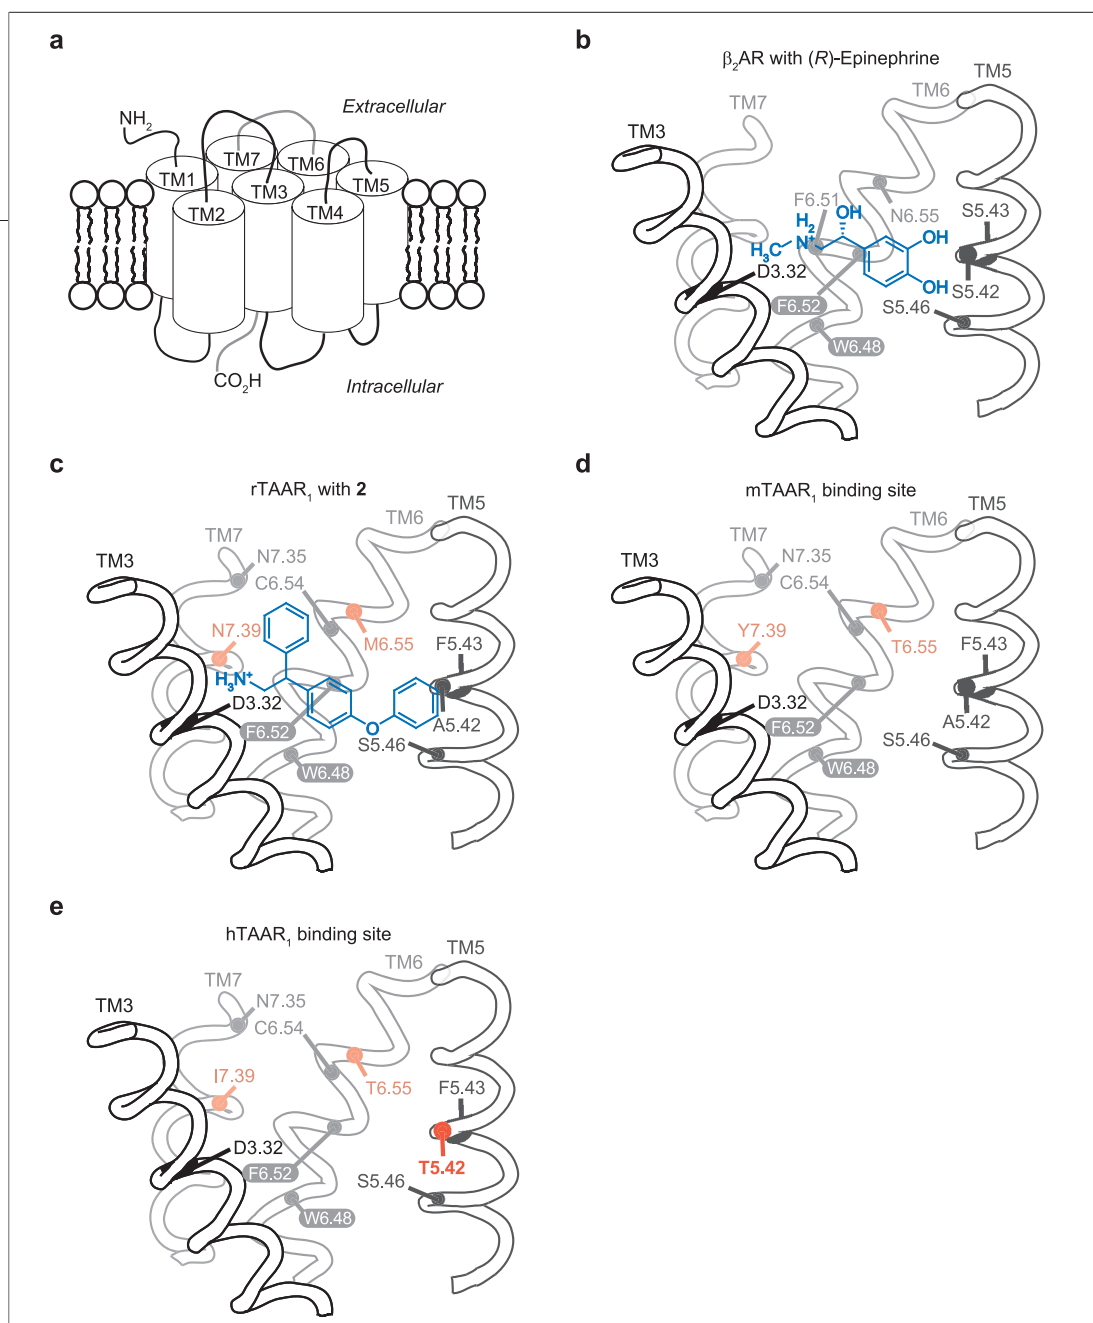 a
Extracellular
NH2
TM7
TM6
TM1
TM3
TM5
TM2
TM4
CO2H
Intracellular
b
β2AR with (R)-Epinephrine
TM5
TM6
TM7
TM3
F6.51
N6.55
S5.43
H2
OH
N+
H3C
OH
D3.32
OH
S5.42
F6.52
S5.46
W6.48
c
rTAAR1 with 2
TM5
TM6
TM7
TM3
N7.35
C6.54
N7.39
M6.55
F5.43
H3N+
D3.32
A5.42
F6.52
O
S5.46
W6.48
d
mTAAR1 binding site
TM5
TM6
TM7
TM3
N7.35
C6.54
Y7.39
T6.55
F5.43
D3.32
A5.42
F6.52
S5.46
W6.48
e
hTAAR1 binding site
TM5
TM6
TM7
TM3
N7.35
C6.54
I7.39
T6.55
F5.43
D3.32
T5.42
F6.52
S5.46
W6.48